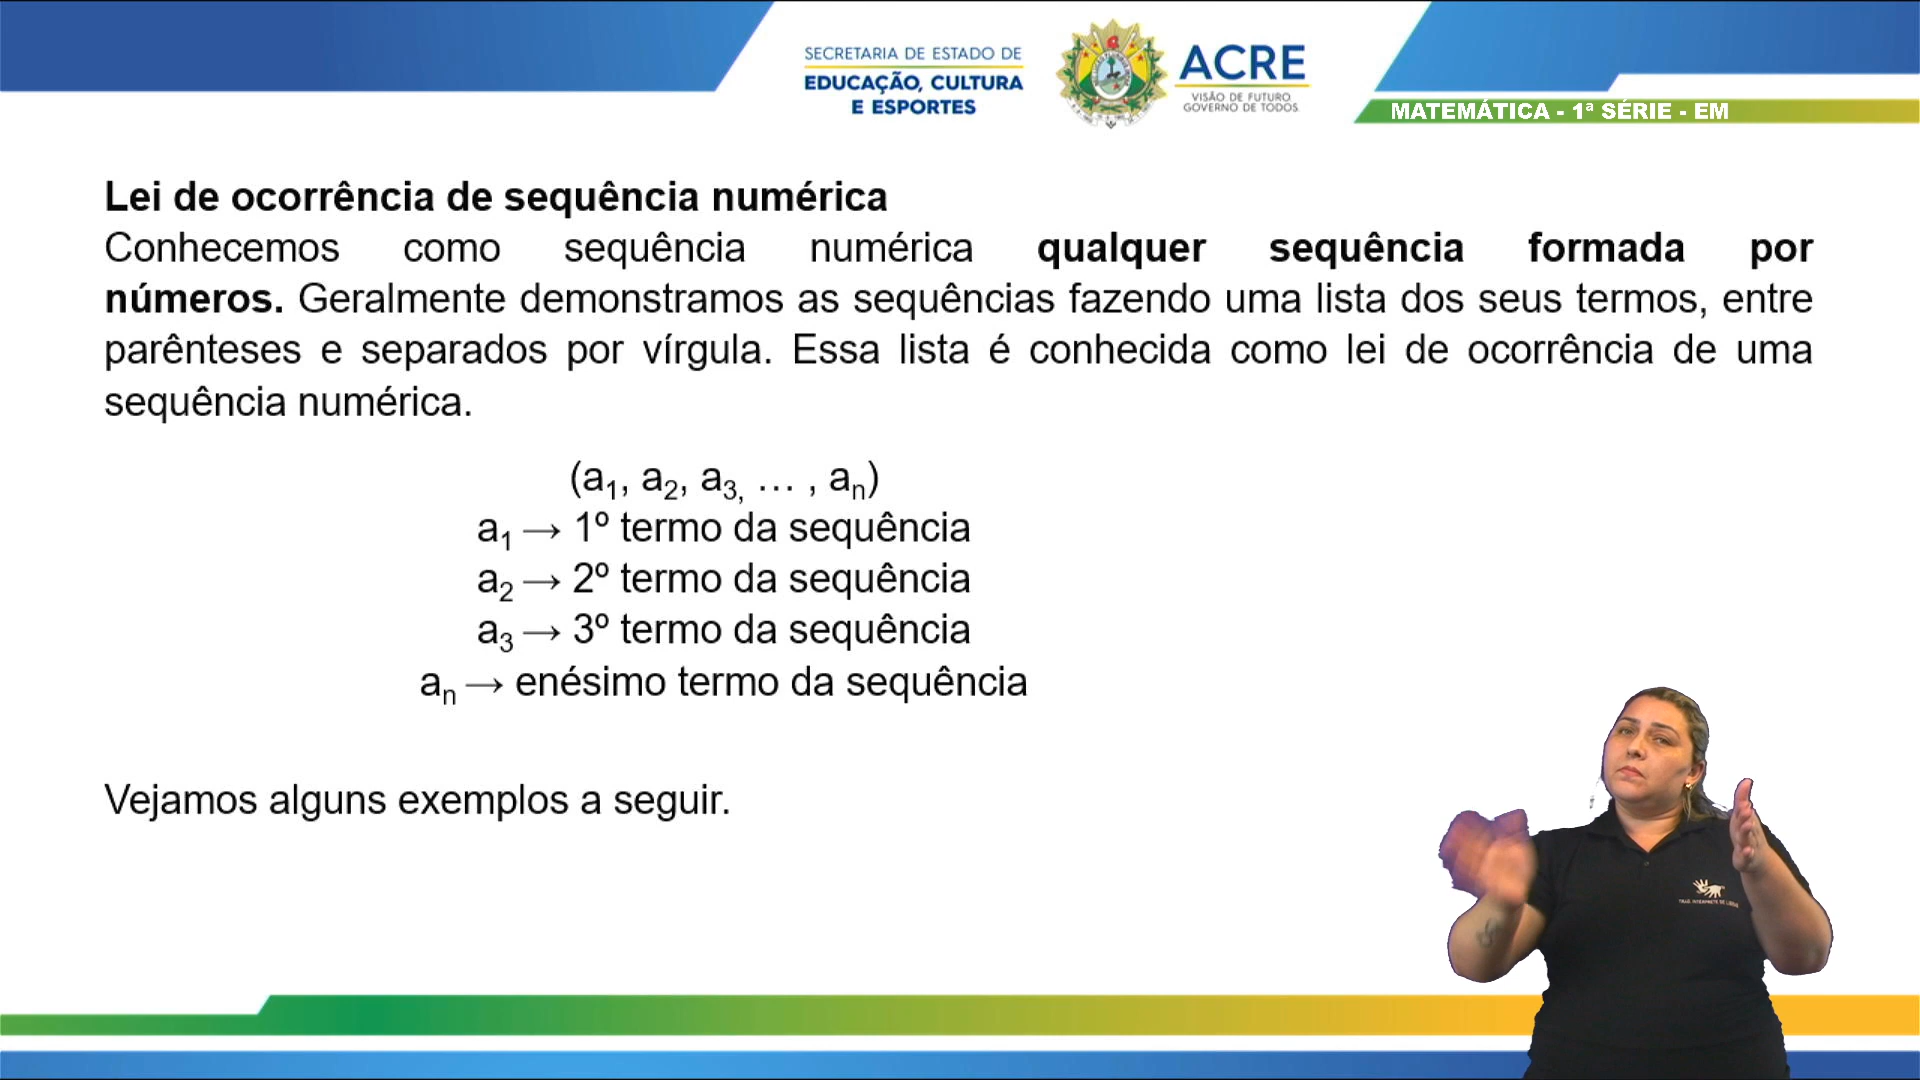 SECRETARIA DE ESTADO DE
EDUCAÇÃO, CULTURA
E ESPORTES
ACRE
VISÃO DE FUTURO
GOVERNO DE TODOS
MATEMÁTICA - 1ª SÉRIE - EM
Lei de ocorrência de sequência numérica
Conhecemos como sequência numérica qualquer sequência formada por
números. Geralmente demonstramos as sequências fazendo uma lista dos seus termos, entre
parênteses e separados por vírgula. Essa lista é conhecida como lei de ocorrência de uma
sequência numérica.
(a₁, a₂, a₃, … , aₙ)
a₁ → 1º termo da sequência
a₂ → 2º termo da sequência
a₃ → 3º termo da sequência
aₙ → enésimo termo da sequência
Vejamos alguns exemplos a seguir.